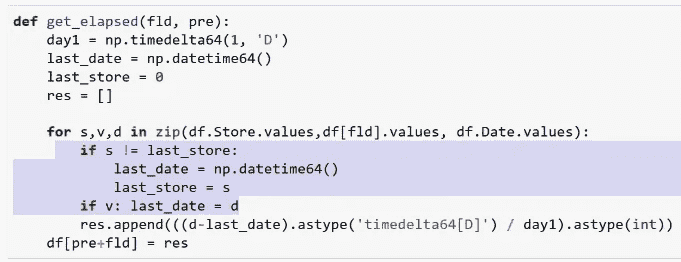 def get_elapsed(fld, pre):
    day1 = np.timedelta64(1, 'D')
    last_date = np.datetime64()
    last_store = 0
    res = []

    for s,v,d in zip(df.Store.values,df[fld].values, df.Date.values):
        if s != last_store:
            last_date = np.datetime64()
            last_store = s
        if v: last_date = d
        res.append(((d-last_date).astype('timedelta64[D]') / day1).astype(int))
    df[pre+fld] = res